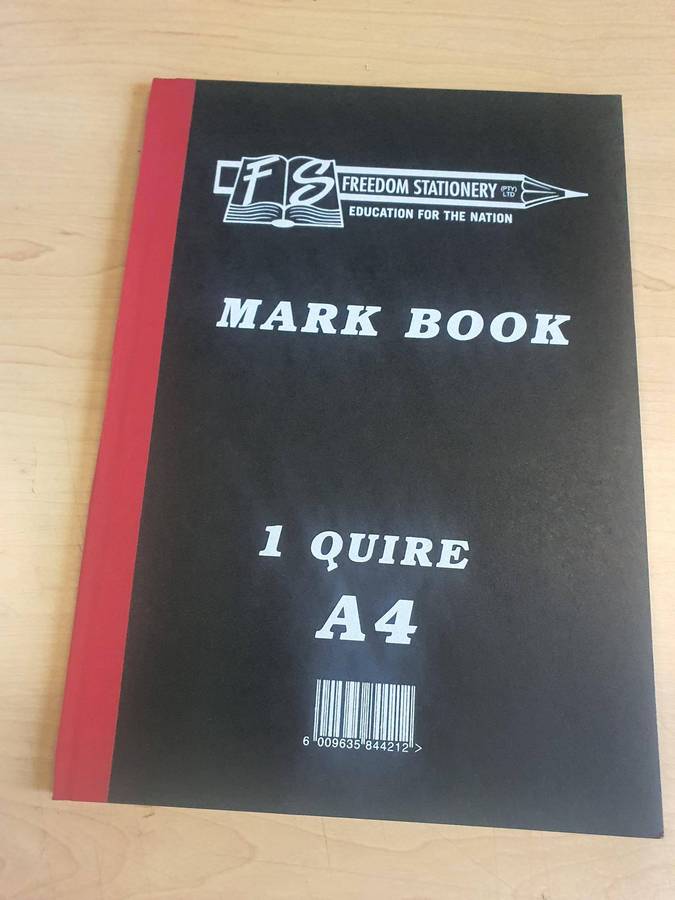 FS FREEDOM STATIONERY (PTY) LTD
EDUCATION FOR THE NATION
MARK BOOK
1 QUIRE
A4
6 009635 844212 >